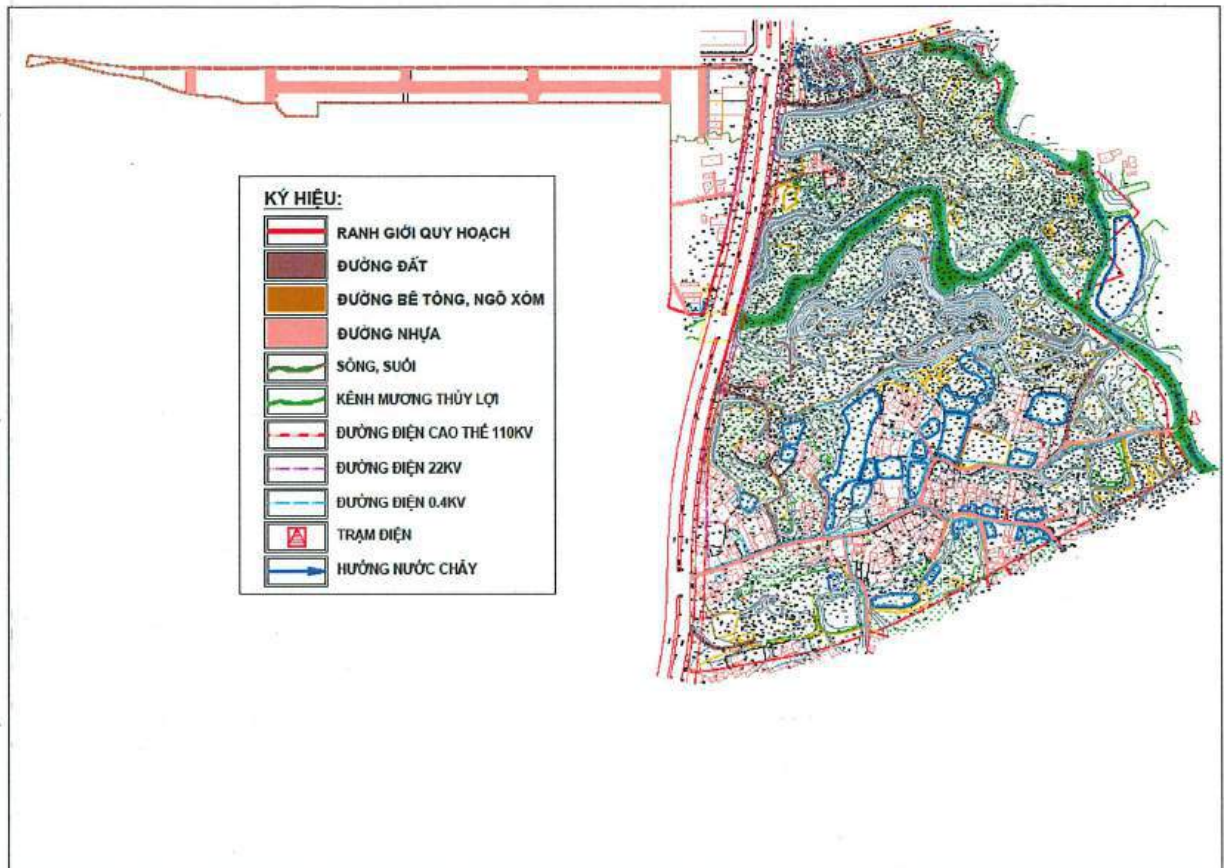 KÝ HIỆU:
RANH GIỚI QUY HOẠCH
ĐƯỜNG ĐẤT
ĐƯỜNG BÊ TÔNG, NGÕ XÓM
ĐƯỜNG NHỰA
SÔNG, SUỐI
KÊNH MƯƠNG THỦY LỢI
ĐƯỜNG ĐIỆN CAO THẾ 110KV
ĐƯỜNG ĐIỆN 22KV
ĐƯỜNG ĐIỆN 0.4KV
TRẠM ĐIỆN
HƯỚNG NƯỚC CHẢY